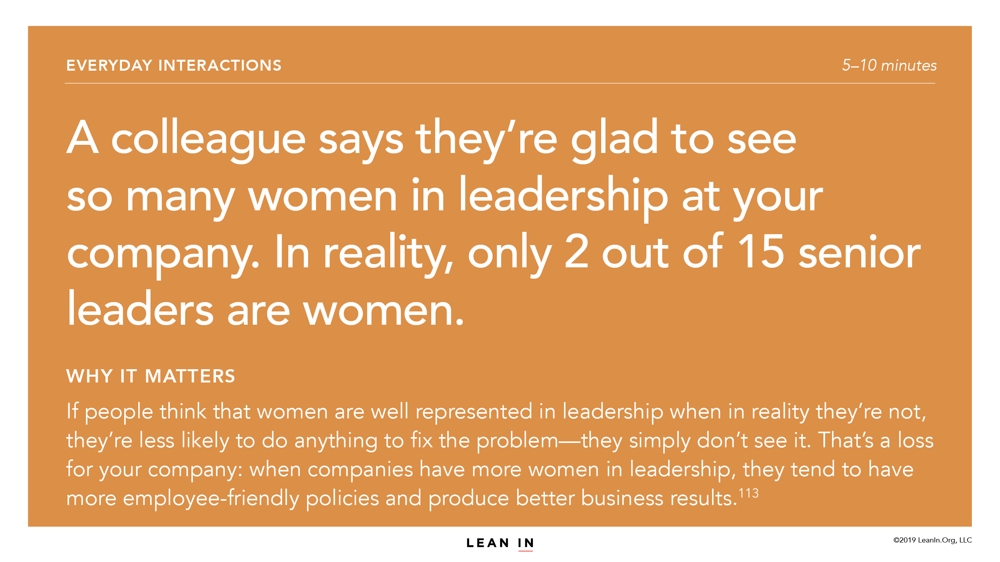 EVERYDAY INTERACTIONS
5–10 minutes
A colleague says they’re glad to see
so many women in leadership at your
company. In reality, only 2 out of 15 senior
leaders are women.
WHY IT MATTERS
If people think that women are well represented in leadership when in reality they’re not,
they’re less likely to do anything to fix the problem—they simply don’t see it. That’s a loss
for your company: when companies have more women in leadership, they tend to have
more employee-friendly policies and produce better business results.113
LEAN IN
©2019 LeanIn.Org, LLC